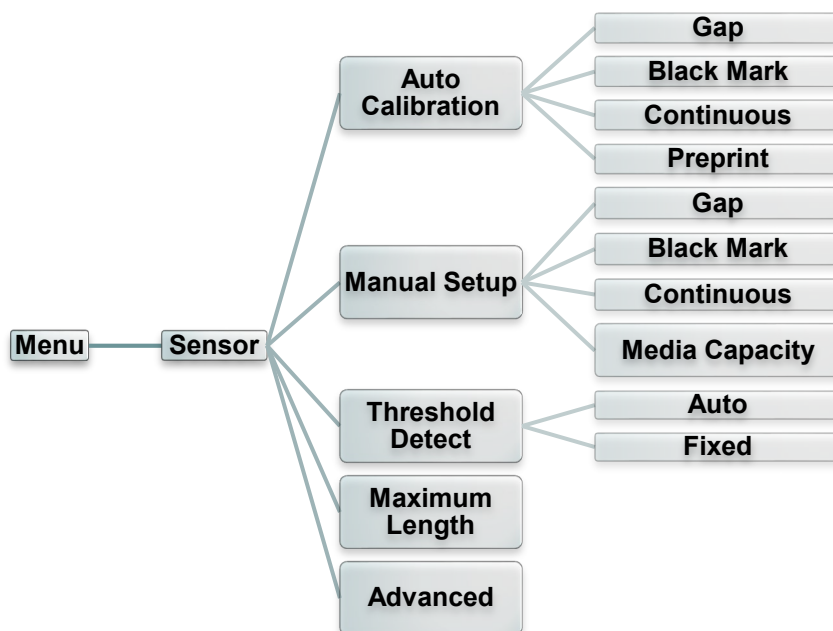 Menu
Sensor
Auto
Calibration
Gap
Black Mark
Continuous
Preprint
Manual Setup
Gap
Black Mark
Continuous
Media Capacity
Threshold
Detect
Auto
Fixed
Maximum
Length
Advanced